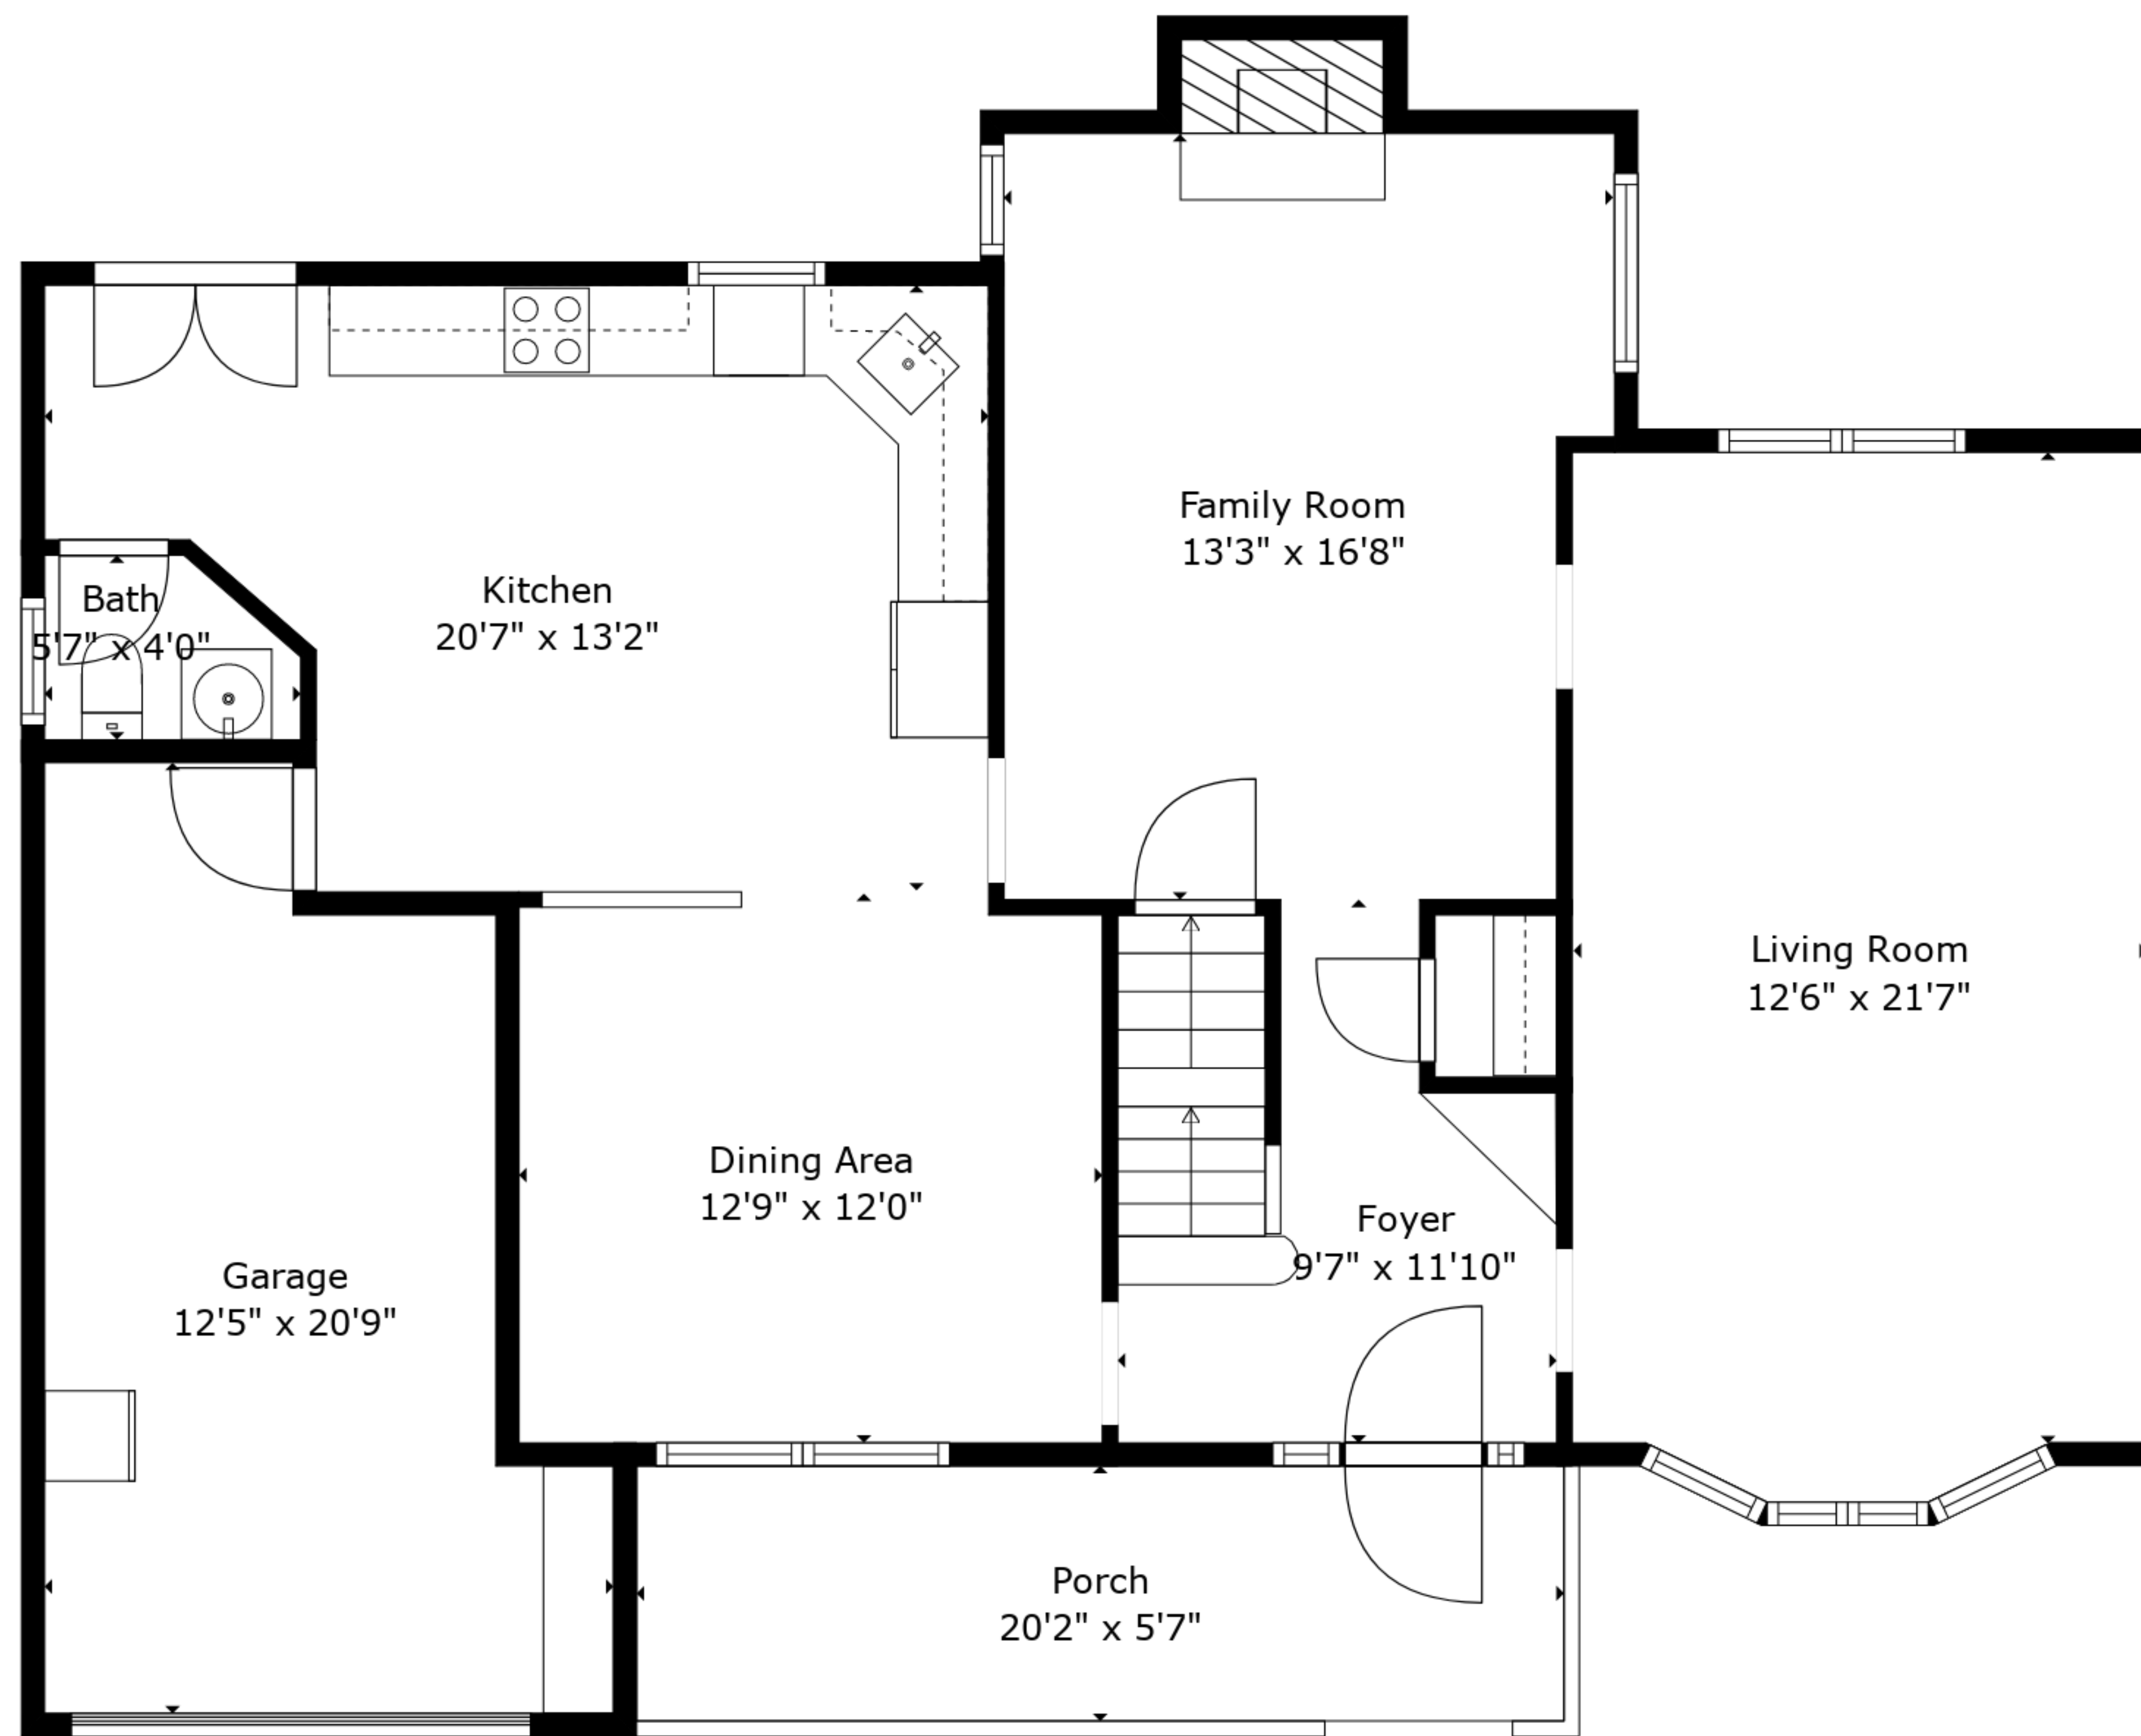 Family Room
13'3" x 16'8"
Kitchen
20'7" x 13'2"
Bath
5'7" x 4'0"
Living Room
12'6" x 21'7"
Dining Area
12'9" x 12'0"
Foyer
9'7" x 11'10"
Garage
12'5" x 20'9"
Porch
20'2" x 5'7"